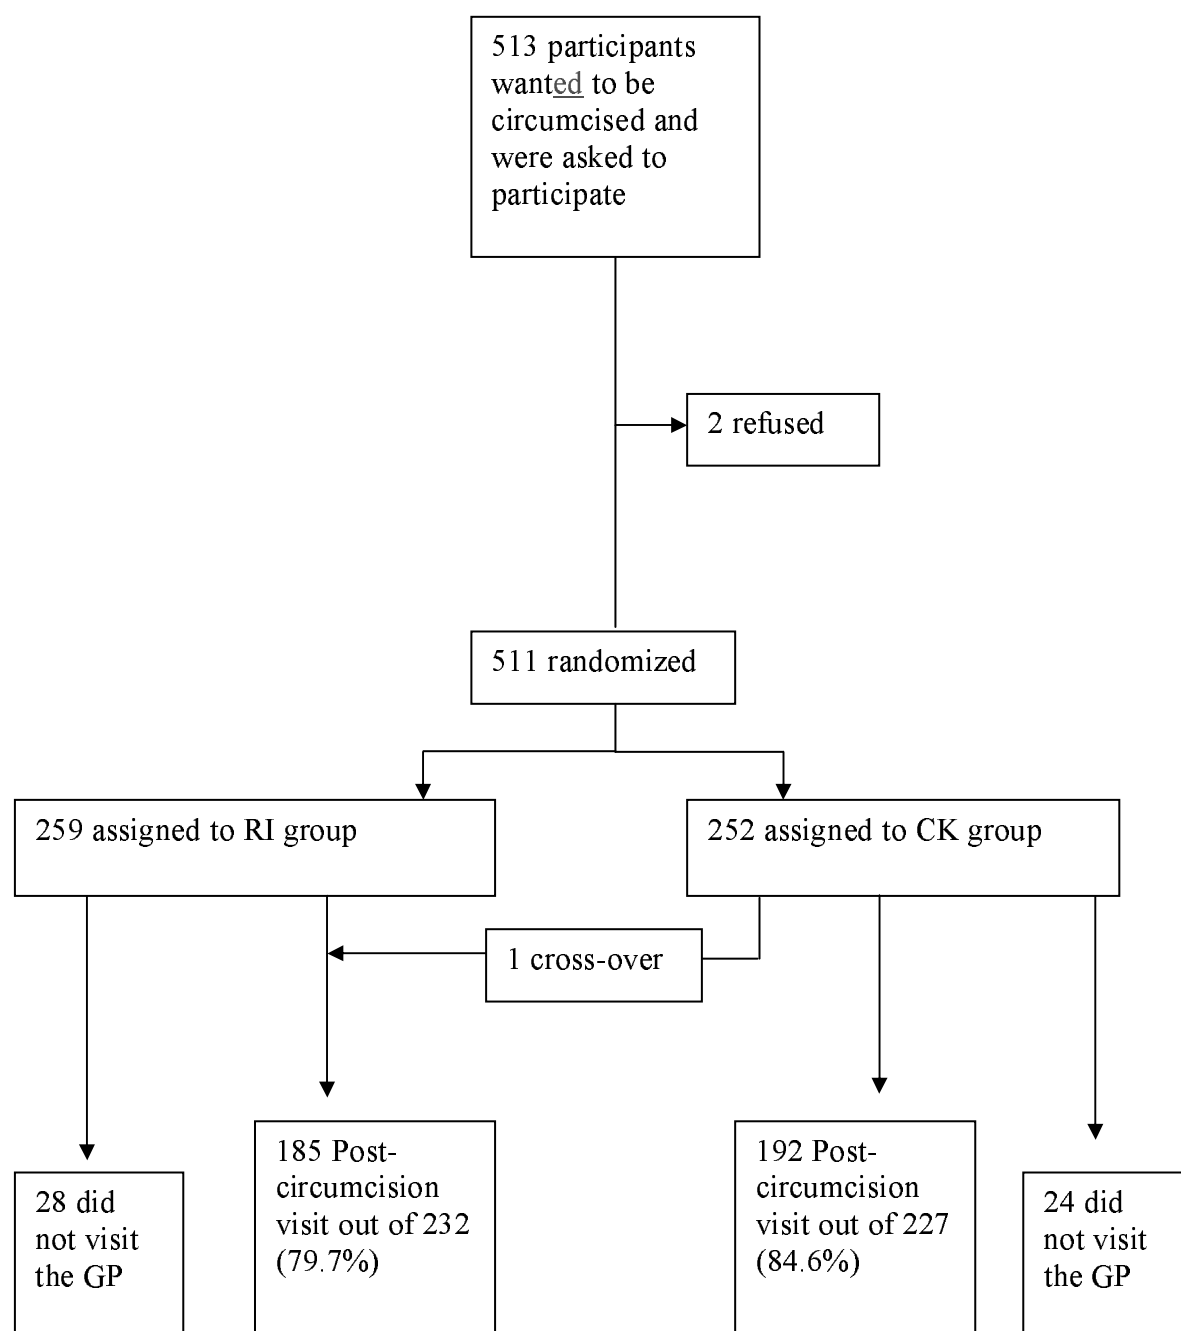 513 participants
wanted to be
circumcised and
were asked to
participate
2 refused
511 randomized
259 assigned to RI group
252 assigned to CK group
1 cross-over
28 did
not visit
the GP
185 Post-
circumcision
visit out of 232
(79.7%)
192 Post-
circumcision
visit out of 227
(84.6%)
24 did
not visit
the GP